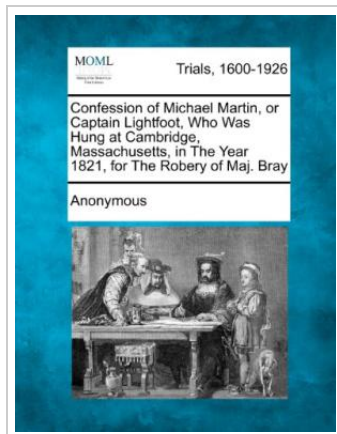 MOML
Trials, 1600-1926
Confession of Michael Martin, or
Captain Lightfoot, Who Was
Hung at Cambridge,
Massachusetts, in The Year
1821, for The Robery of Maj. Bray
Anonymous